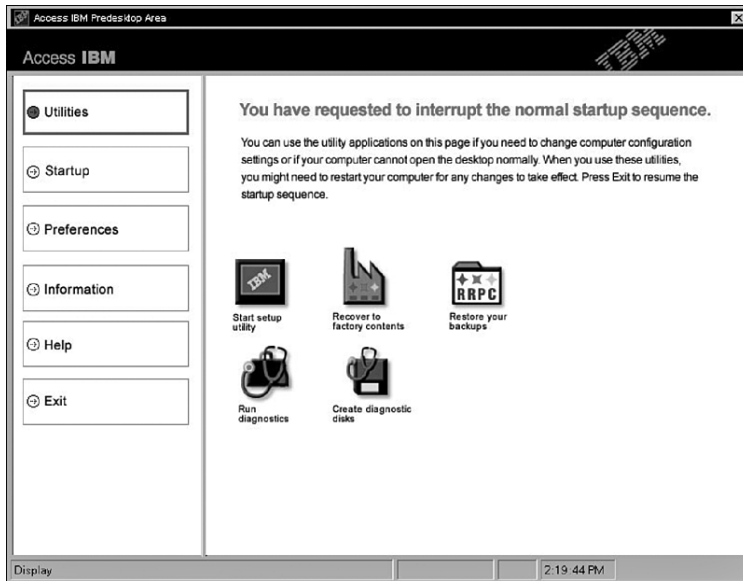 Access IBM Predesktop Area
Access IBM
IBM
Utilities
Startup
Preferences
Information
Help
Exit
You have requested to interrupt the normal startup sequence.
You can use the utility applications on this page if you need to change computer configuration
settings or if your computer cannot open the desktop normally. When you use these utilities,
you might need to restart your computer for any changes to take effect. Press Exit to resume the
startup sequence.
IBM
Start setup
utility
Recover to
factory contents
RRPC
Restore your
backups
Run
diagnostics
Create diagnostic
disks
Display
2:19:44 PM